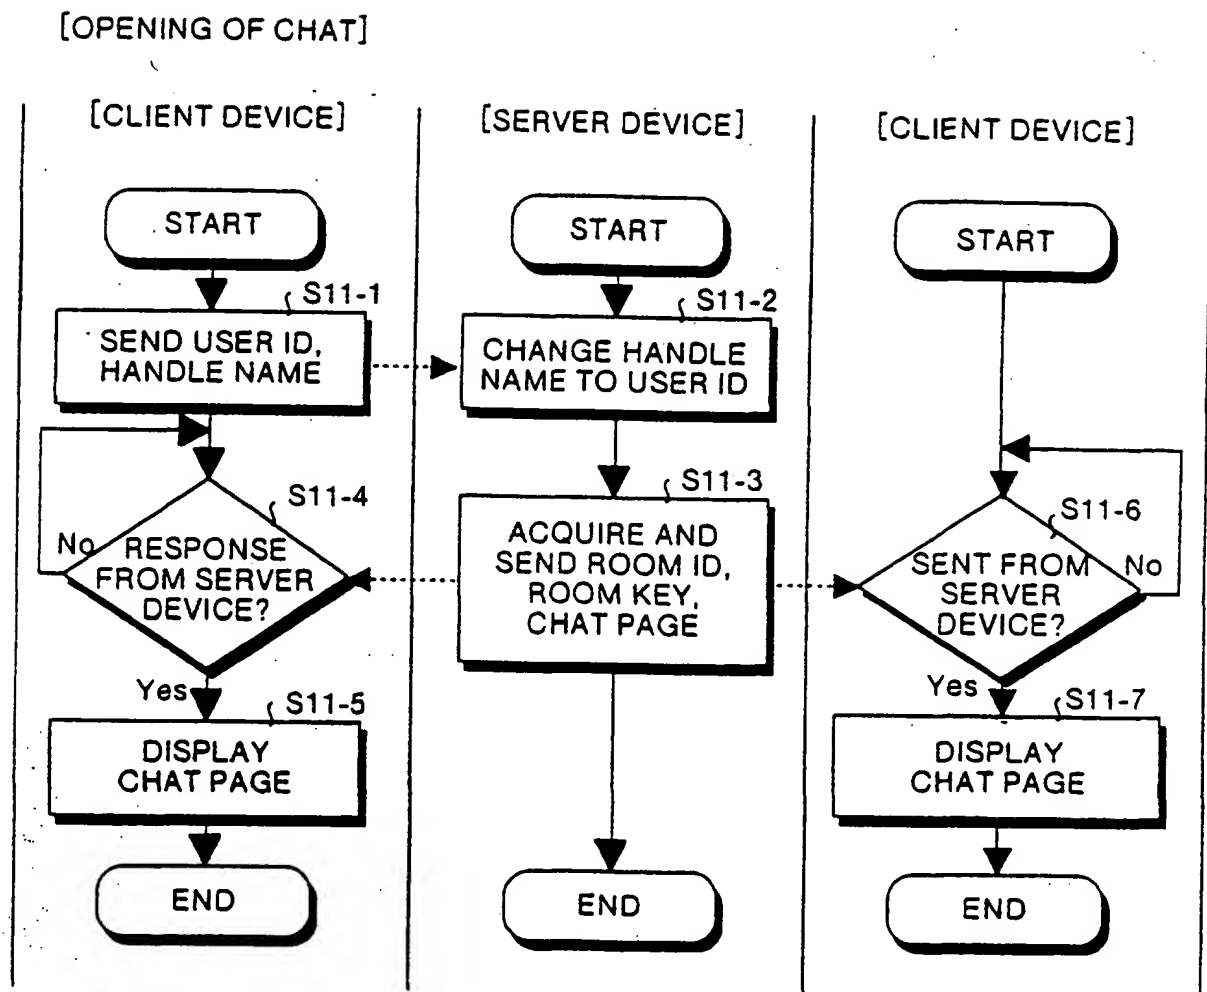 [OPENING OF CHAT]
[CLIENT DEVICE]
START
S11-1
SEND USER ID,
HANDLE NAME
S11-4
No
RESPONSE
FROM SERVER
DEVICE?
Yes
S11-5
DISPLAY
CHAT PAGE
END
[SERVER DEVICE]
START
S11-2
CHANGE HANDLE
NAME TO USER ID
S11-3
ACQUIRE AND
SEND ROOM ID,
ROOM KEY,
CHAT PAGE
END
[CLIENT DEVICE]
START
S11-6
SENT FROM
SERVER
DEVICE?
No
Yes
S11-7
DISPLAY
CHAT PAGE
END